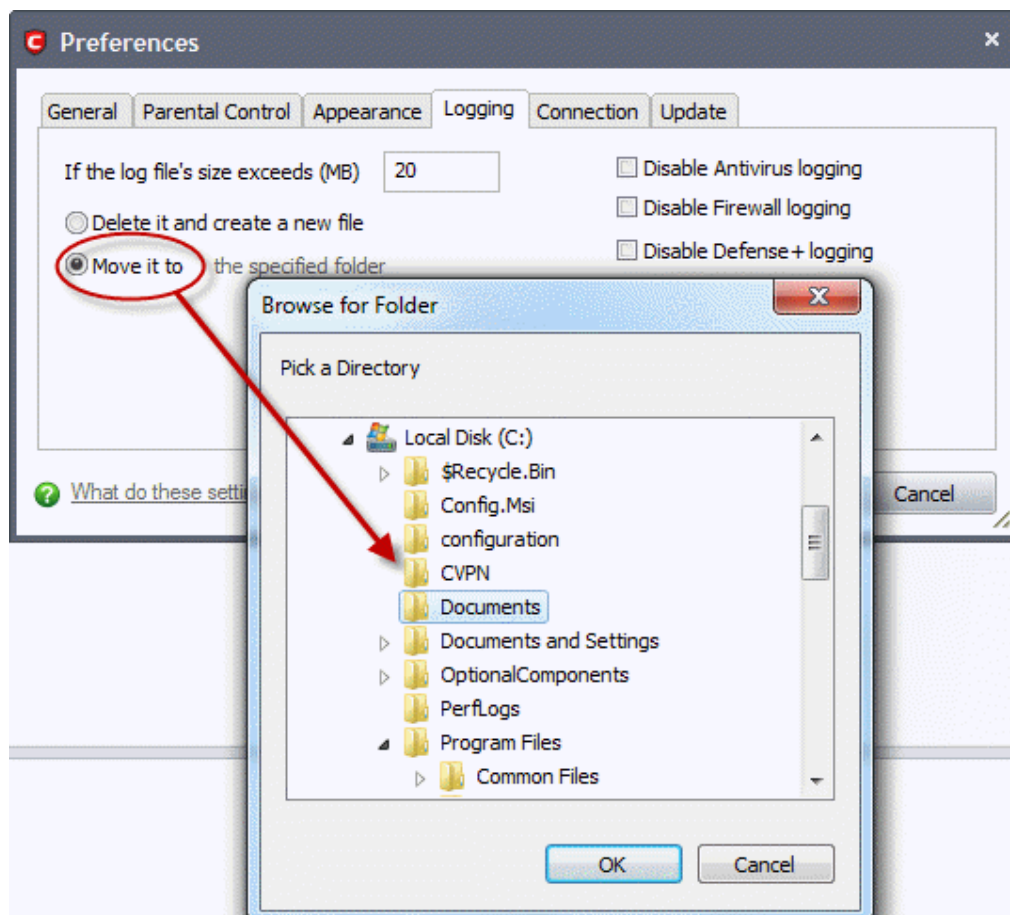 Preferences
General Parental Control Appearance Logging Connection Update
If the log file's size exceeds (MB) 20
Disable Antivirus logging
Delete it and create a new file
Disable Firewall logging
Move it to the specified folder
Disable Defense+ logging
Browse for Folder
Pick a Directory
Local Disk (C:)
$Recycle.Bin
Config.Msi
configuration
CVPN
Documents
Documents and Settings
OptionalComponents
PerfLogs
Program Files
Common Files
What do these
Cancel
OK Cancel